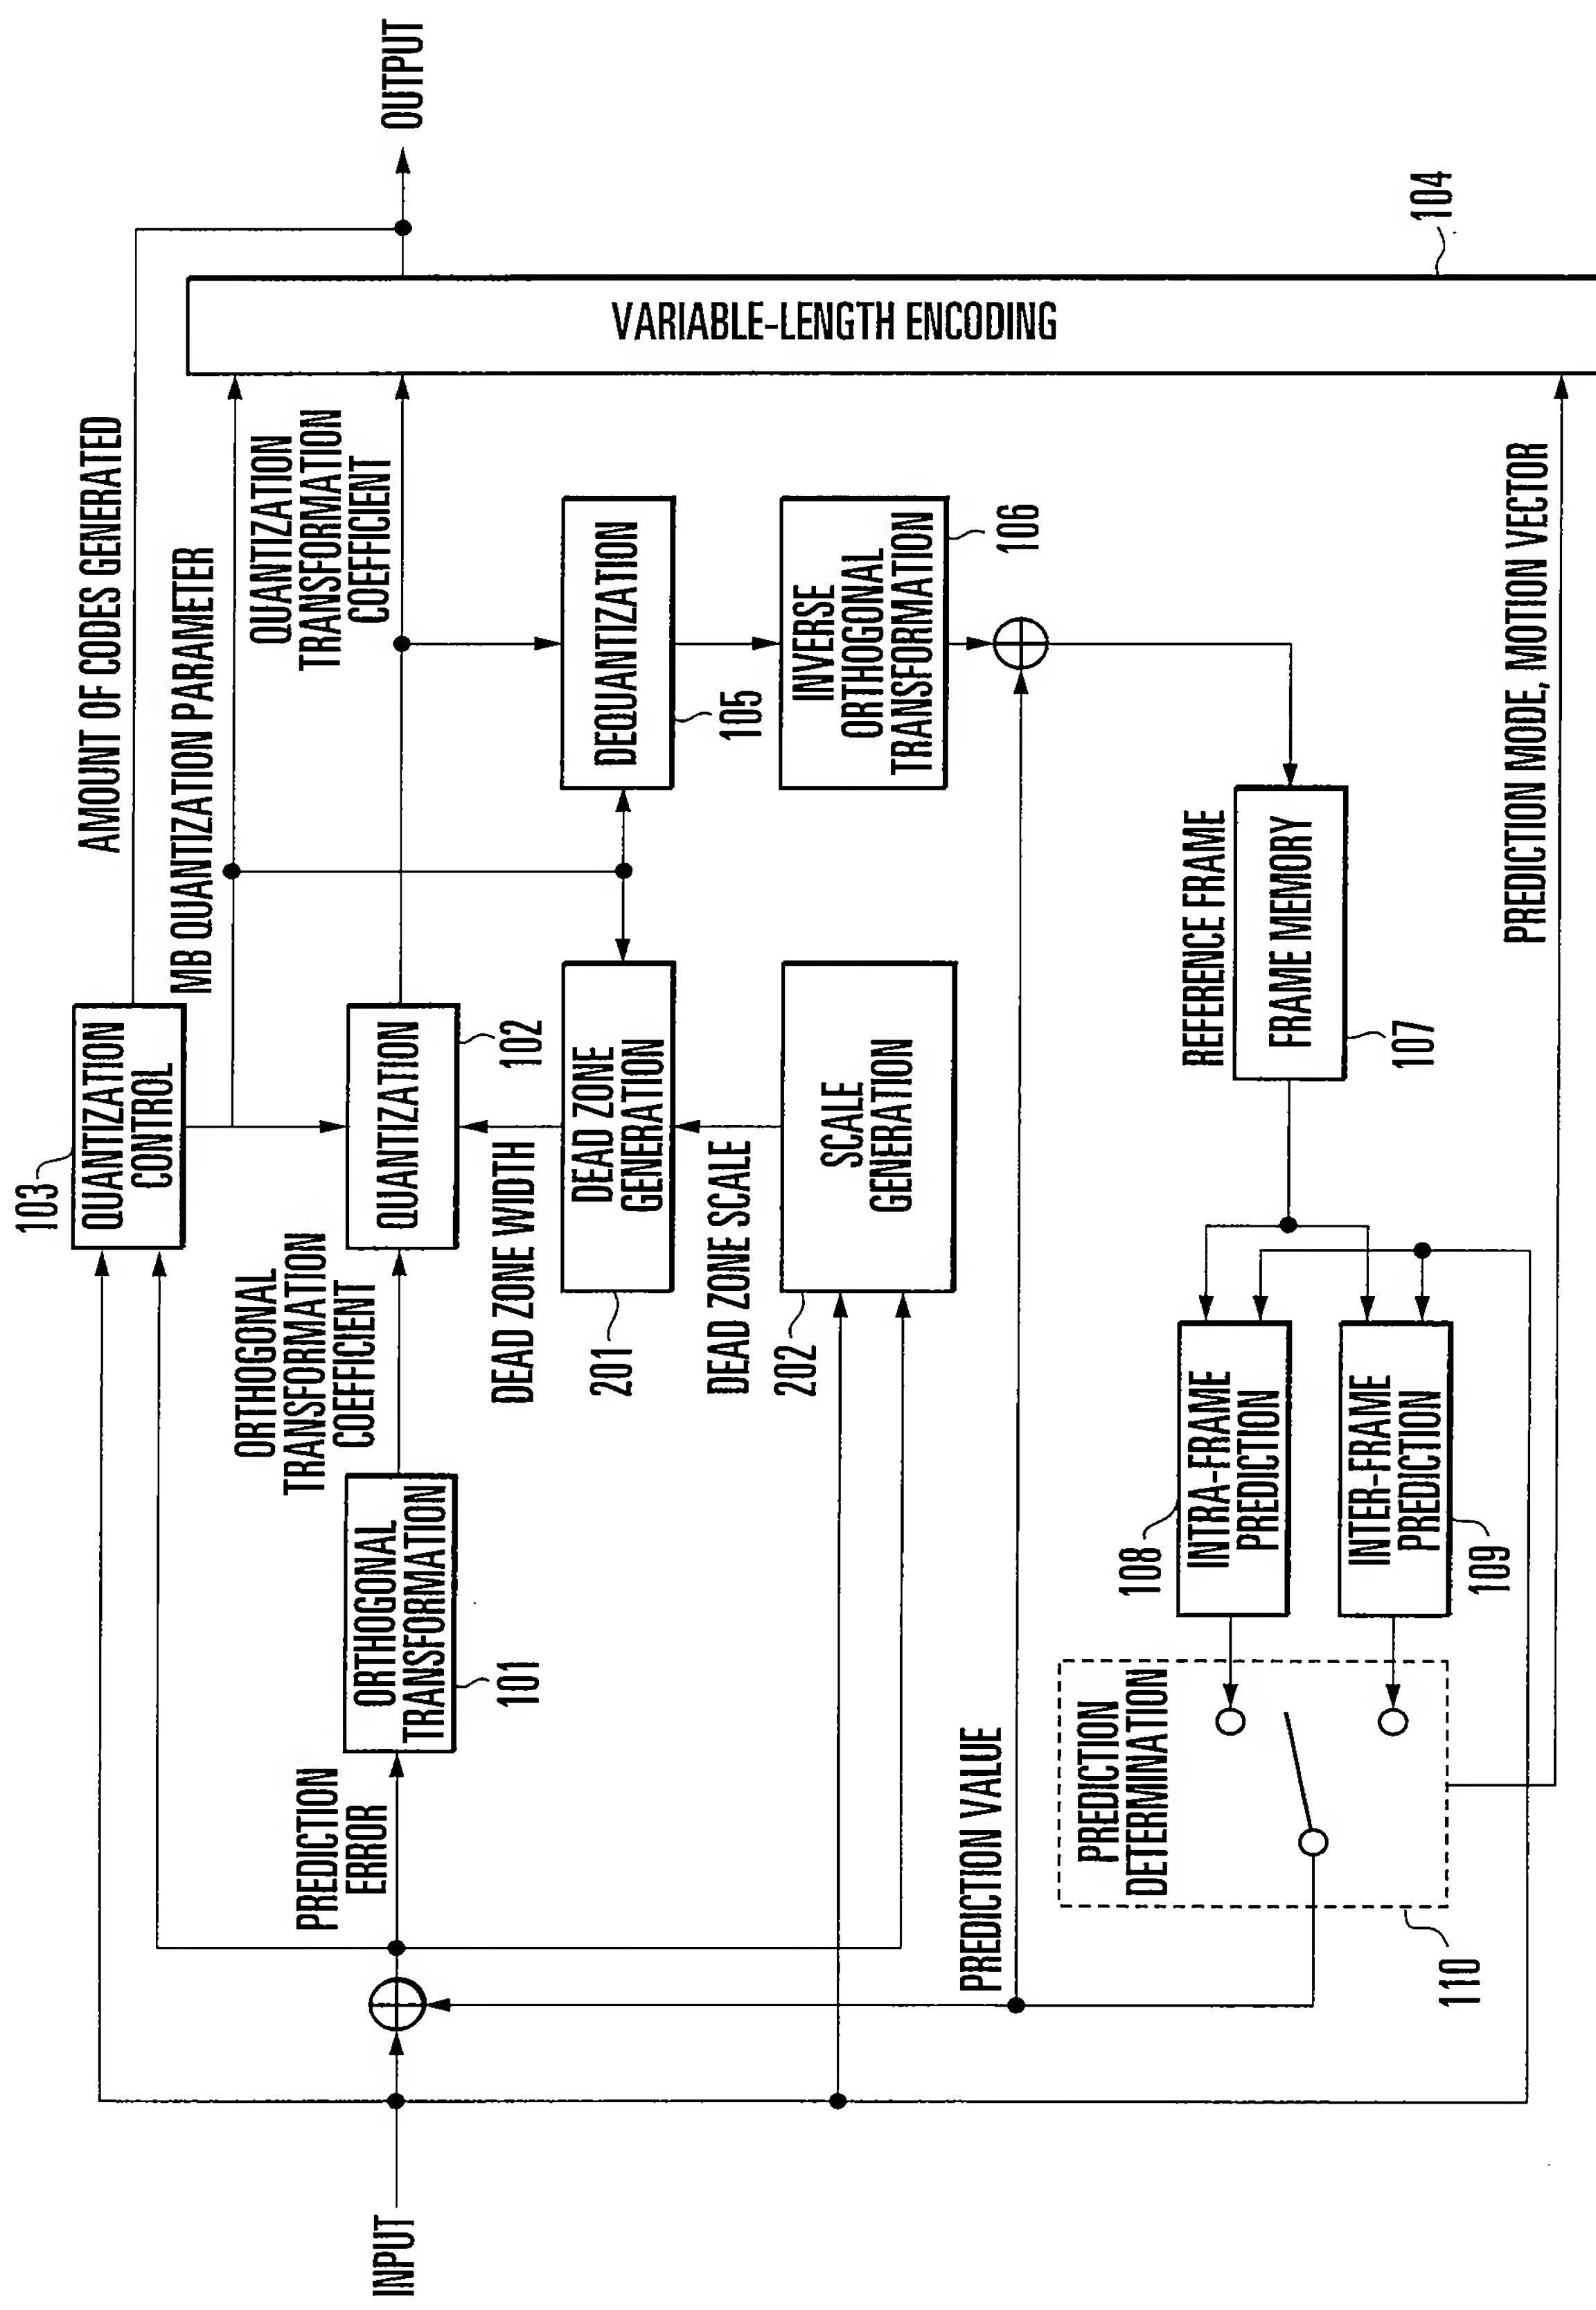 INPUT
OUTPUT
AMOUNT OF CODES GENERATED
103
QUANTIZATION
CONTROL
MB QUANTIZATION PARAMETER
PREDICTION
ERROR
ORTHOGONAL
TRANSFORMATION
101
ORTHOGONAL
TRANSFORMATION
COEFFICIENT
QUANTIZATION
102
QUANTIZATION
TRANSFORMATION
COEFFICIENT
VARIABLE-LENGTH ENCODING
104
DEAD ZONE WIDTH
DEAD ZONE
GENERATION
201
DEQUANTIZATION
105
DEAD ZONE SCALE
202
SCALE
GENERATION
INVERSE
ORTHOGONAL
TRANSFORMATION
106
PREDICTION VALUE
PREDICTION
DETERMINATION
110
108
INTRA-FRAME
PREDICTION
INTER-FRAME
PREDICTION
109
REFERENCE FRAME
FRAME MEMORY
107
PREDICTION MODE, MOTION VECTOR